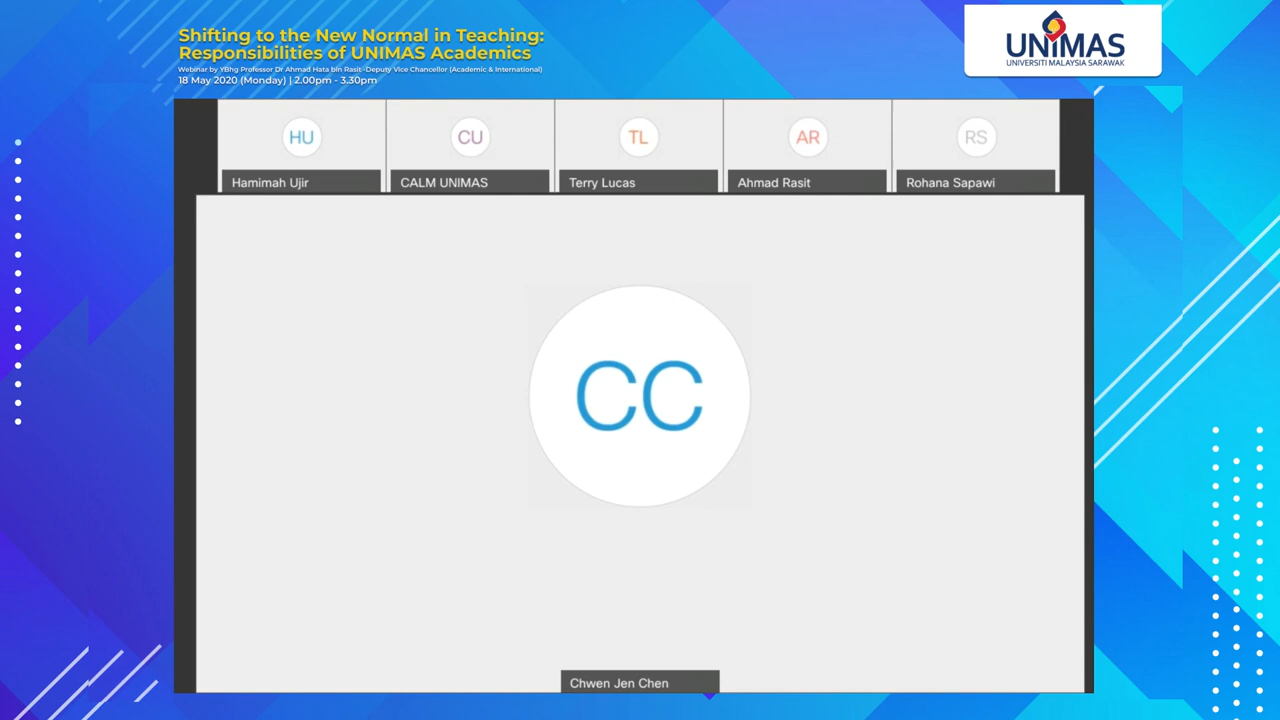 Shifting to the New Normal in Teaching:
Responsibilities of UNIMAS Academics
Webinar by YBhg Professor Dr Ahmad Hata bin Rasit -Deputy Vice Chancellor (Academic & International)
18 May 2020 (Monday) | 2.00pm - 3.30pm
UNIMAS
UNIVERSITI MALAYSIA SARAWAK
HU
CU
TL
AR
RS
Hamimah Ujir
CALM UNIMAS
Terry Lucas
Ahmad Rasit
Rohana Sapawi
CC
Chwen Jen Chen